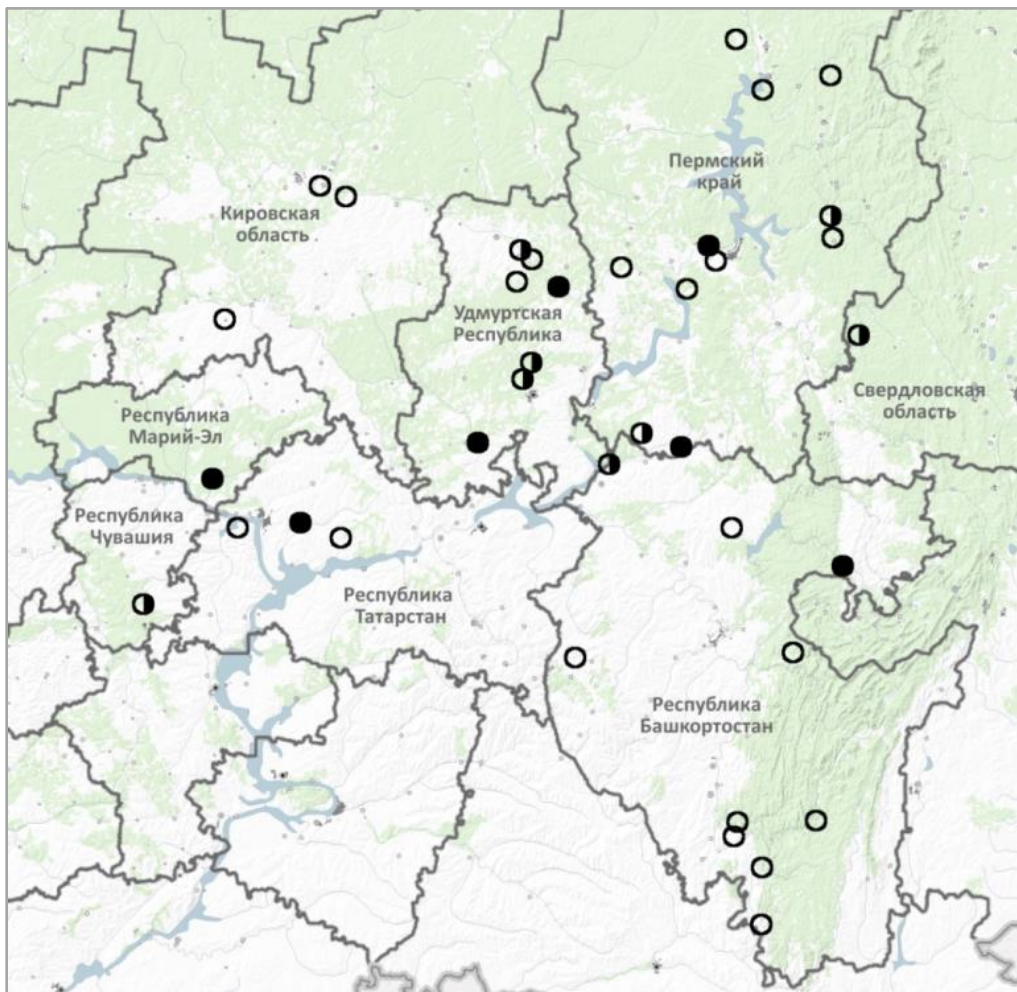 Пермский
край
Кировская
область
Удмуртская
Республика
Свердловская
область
Республика
Марий-Эл
Республика
Чувашия
Республика
Татарстан
Республика
Башкортостан